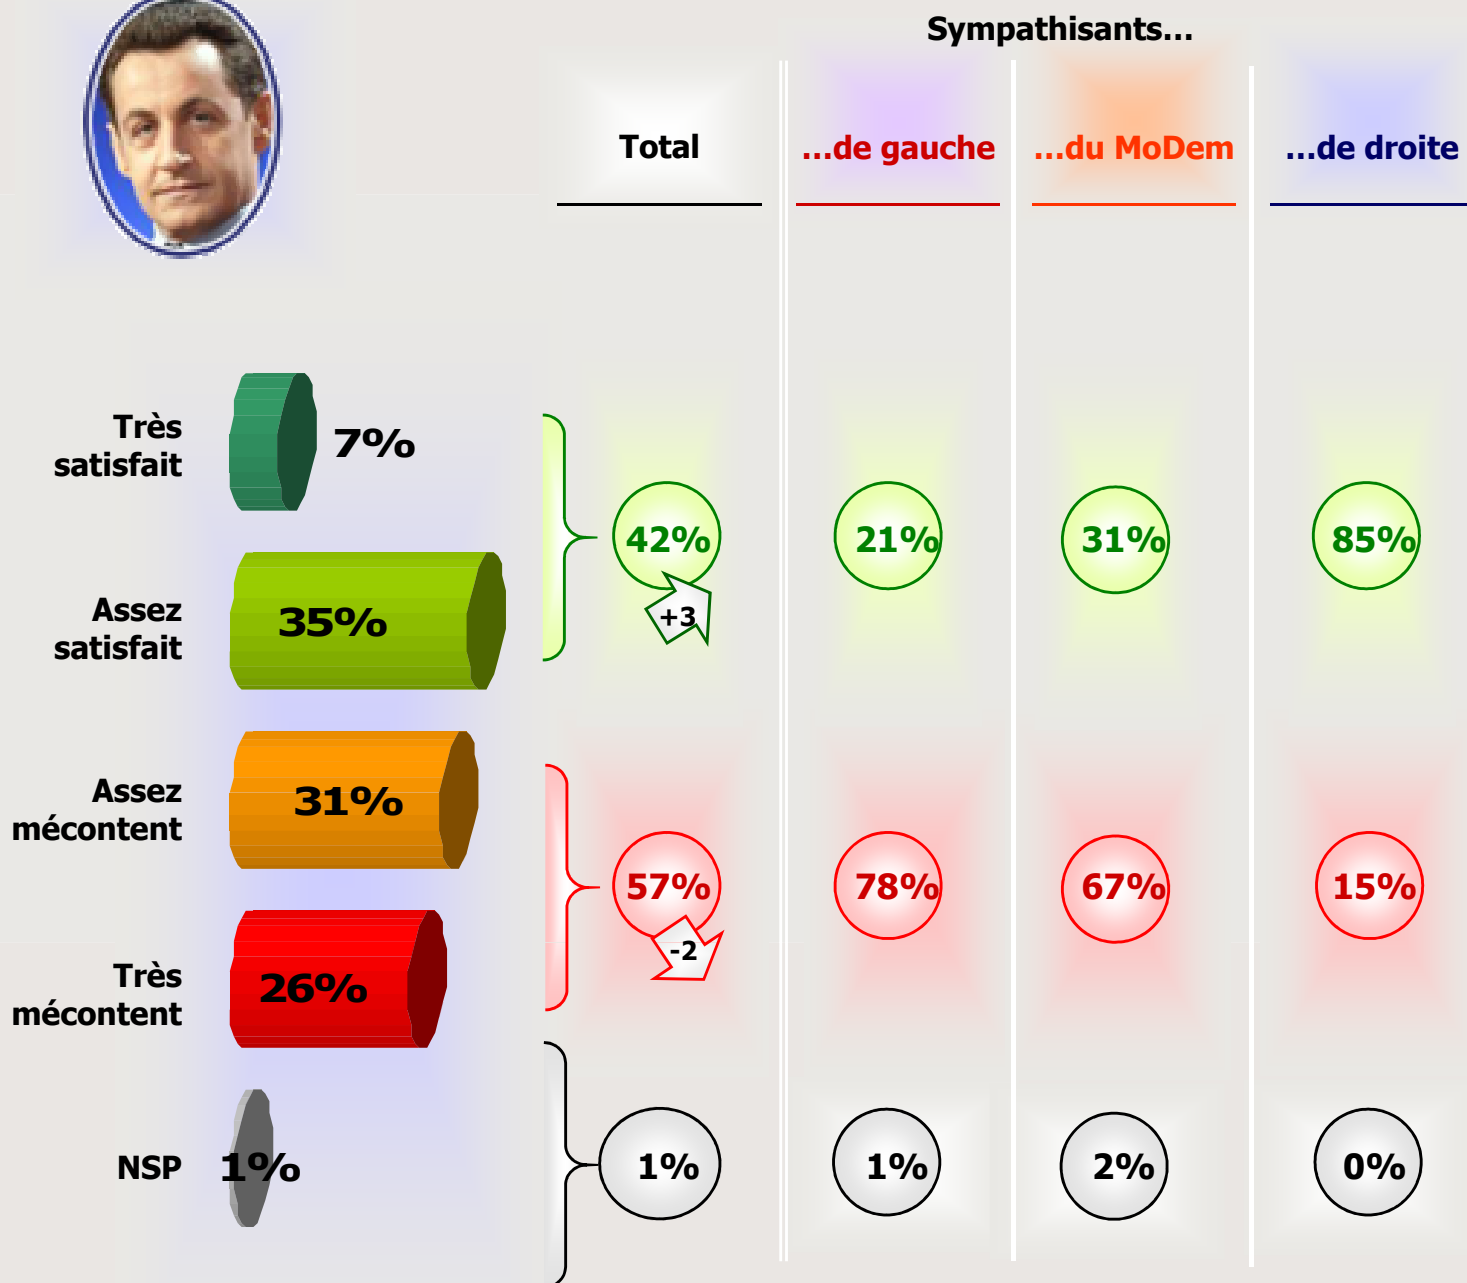 Sympathisants...
Total
...de gauche
...du MoDem
...de droite
Très
satisfait
7%
Assez
satisfait
35%
42%
+3
21%
31%
85%
Assez
mécontent
31%
Très
mécontent
26%
57%
-2
78%
67%
15%
NSP
1%
1%
1%
2%
0%